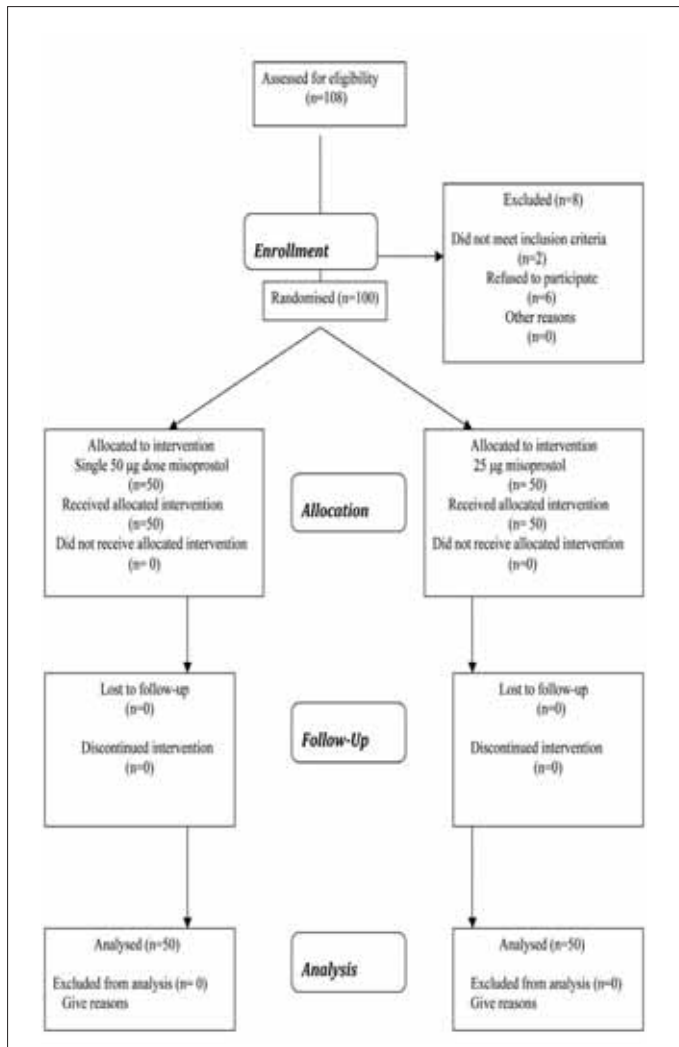 Assessed for eligibility
(n=108)
Excluded (n=8)
Did not meet inclusion criteria
(n=2)
Refused to participate
(n=6)
Other reasons
(n=0)
Enrollment
Randomised (n=100)
Allocated to intervention
Single 50 µg dose misoprostol
(n=50)
Received allocated intervention
(n=50)
Did not receive allocated intervention
(n= 0)
Allocation
Allocated to intervention
25 µg misoprostol
(n= 50)
Received allocated intervention
(n= 50)
Did not receive allocated intervention
(n=0)
Lost to follow-up
(n=0)
Discontinued intervention
(n=0)
Follow-Up
Lost to follow-up
(n=0)
Discontinued intervention
(n=0)
Analysed (n=50)
Excluded from analysis (n= 0)
Give reasons
Analysis
Analysed (n=50)
Excluded from analysis (n=0)
Give reasons